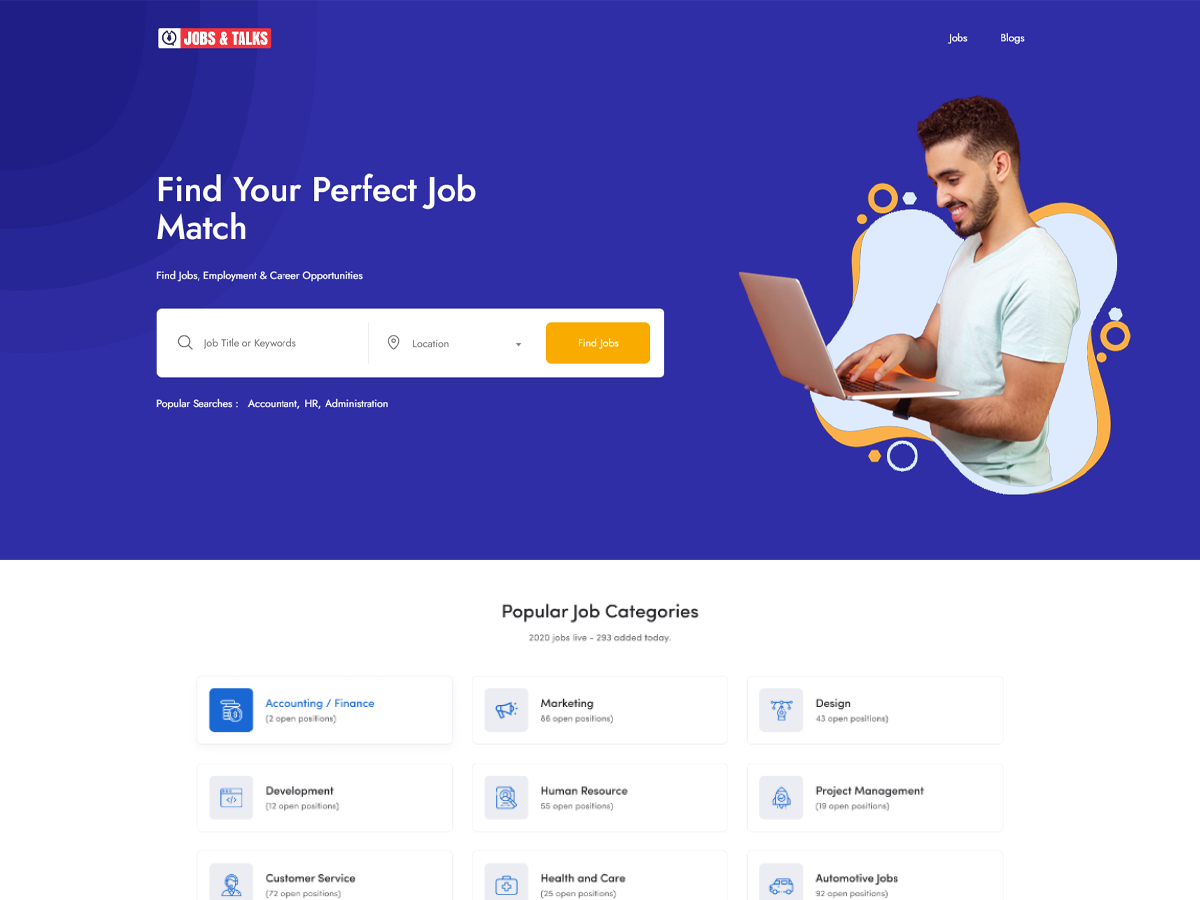 JOBS & TALKS
Jobs
Blogs
Find Your Perfect Job
Match
Find Jobs, Employment & Career Opportunities
Job Title or Keywords
Location
Find Jobs
Popular Searches : Accountant, HR, Administration
Popular Job Categories
2020 jobs live - 293 added today.
Accounting / Finance
(2 open positions)
Marketing
86 open positions)
Design
43 open positions)
Development
(12 open positions)
Human Resource
55 open positions)
Project Management
(19 open positions)
Customer Service
(72 open positions)
Health and Care
(25 open positions)
Automotive Jobs
92 open positions)